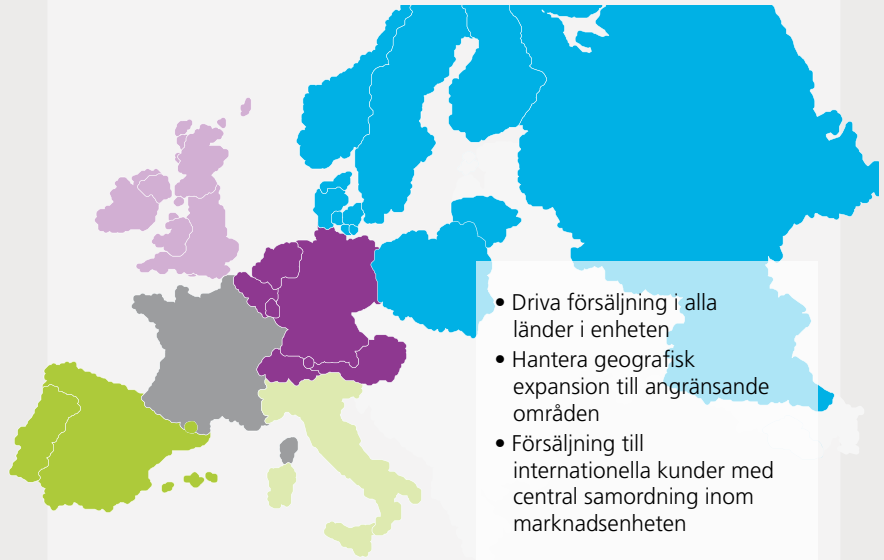 • Driva försäljning i alla
länder i enheten
• Hantera geografisk
expansion till angränsande
områden
• Försäljning till
internationella kunder med
central samordning inom
marknadsenheten